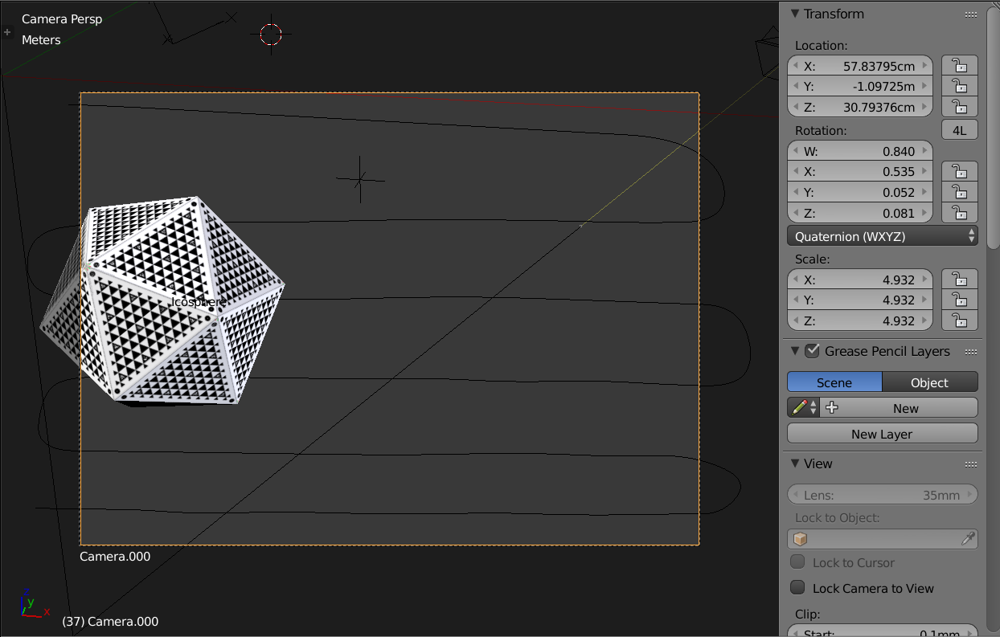 Camera Persp
Meters
Icosphere
Camera.000
z
y
x
(37) Camera.000
Transform
Location:
X: 57.83795cm
Y: -1.09725m
Z: 30.79376cm
Rotation:
4L
W: 0.840
X: 0.535
Y: 0.052
Z: 0.081
Quaternion (WXYZ)
Scale:
X: 4.932
Y: 4.932
Z: 4.932
Grease Pencil Layers
Scene Object
New
New Layer
View
Lens: 35mm
Lock to Object:
Lock to Cursor
Lock Camera to View
Clip:
Start: 0.1mm